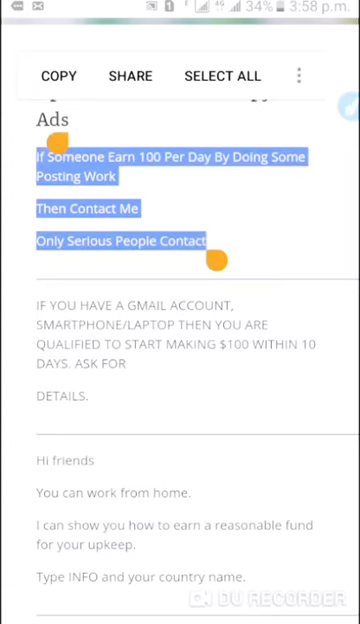 34% 3:58 p.m.
COPY SHARE SELECT ALL
Ads
If Someone Earn 100 Per Day By Doing Some
Posting Work
Then Contact Me
Only Serious People Contact
IF YOU HAVE A GMAIL ACCOUNT,
SMARTPHONE/LAPTOP THEN YOU ARE
QUALIFIED TO START MAKING $100 WITHIN 10
DAYS. ASK FOR
DETAILS.
Hi friends
You can work from home.
I can show you how to earn a reasonable fund
for your upkeep.
Type INFO and your country name.
DU RECORDER